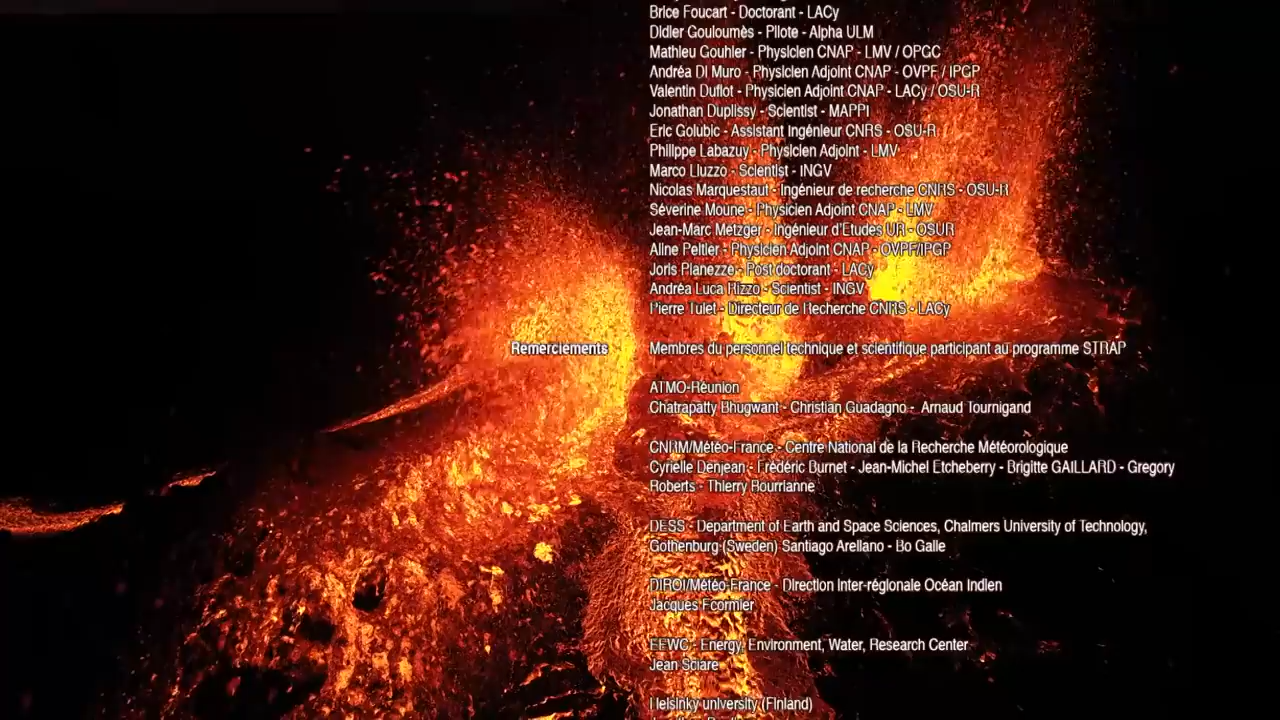 Brice Foucart - Doctorant - LACy
Didier Gouloumès - Pilote - Alpha ULM
Mathieu Gouhier - Physicien CNAP - LMV / OPGC
Andréa Di Muro - Physicien Adjoint CNAP - OVPF / IPGP
Valentin Duflot - Physicien Adjoint CNAP - LACy / OSU-R
Jonathan Duplissy - Scientist - MAPPI
Eric Golubic - Assistant Ingénieur CNRS - OSU-R
Philippe Labazuy - Physicien Adjoint - LMV
Marco Liuzzo - Scientist - INGV
Nicolas Marquestaut - Ingénieur de recherche CNRS - OSU-R
Séverine Moune - Physicien Adjoint CNAP - LMV
Jean-Marc Metzger - Ingénieur d'Etudes UR - OSUR
Aline Peltier - Physicien Adjoint CNAP - OVPF/IPGP
Joris Pianezze - Post doctorant - LACy
Andréa Luca Rizzo - Scientist - INGV
Pierre Tulet - Directeur de Recherche CNRS - LACy
Remerciements Membres du personnel technique et scientifique participant au programme STRAP
ATMO-Réunion
Chatrapatty Bhugwant - Christian Guadagno - Arnaud Tournigand
CNRM/Météo-France - Centre National de la Recherche Météorologique
Cyrielle Denjean - Frédéric Burnet - Jean-Michel Etcheberry - Brigitte GAILLARD - Gregory
Roberts - Thierry Bourrianne
DESS - Department of Earth and Space Sciences, Chalmers University of Technology,
Gothenburg (Sweden) Santiago Arellano - Bo Galle
DIROI/Météo-France - Direction Inter-régionale Océan Indien
Jacques Ecormier
EEWC - Energy, Environment, Water, Research Center
Jean Sciare
Helsinky university (Finland)